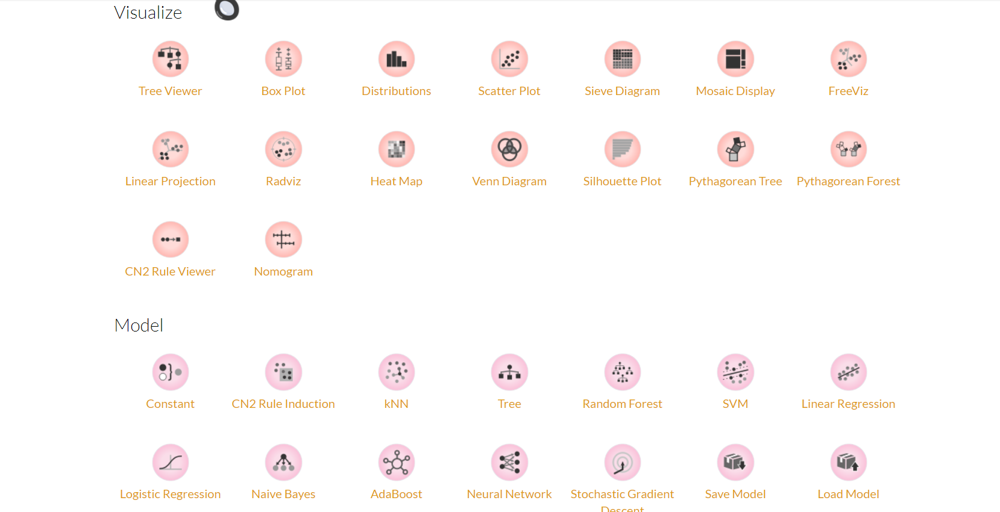 Visualize
Tree Viewer
Box Plot
Distributions
Scatter Plot
Sieve Diagram
Mosaic Display
FreeViz
Linear Projection
Radviz
Heat Map
Venn Diagram
Silhouette Plot
Pythagorean Tree
Pythagorean Forest
CN2 Rule Viewer
Nomogram
Model
Constant
CN2 Rule Induction
kNN
Tree
Random Forest
SVM
Linear Regression
Logistic Regression
Naive Bayes
AdaBoost
Neural Network
Stochastic Gradient
Descent
Save Model
Load Model